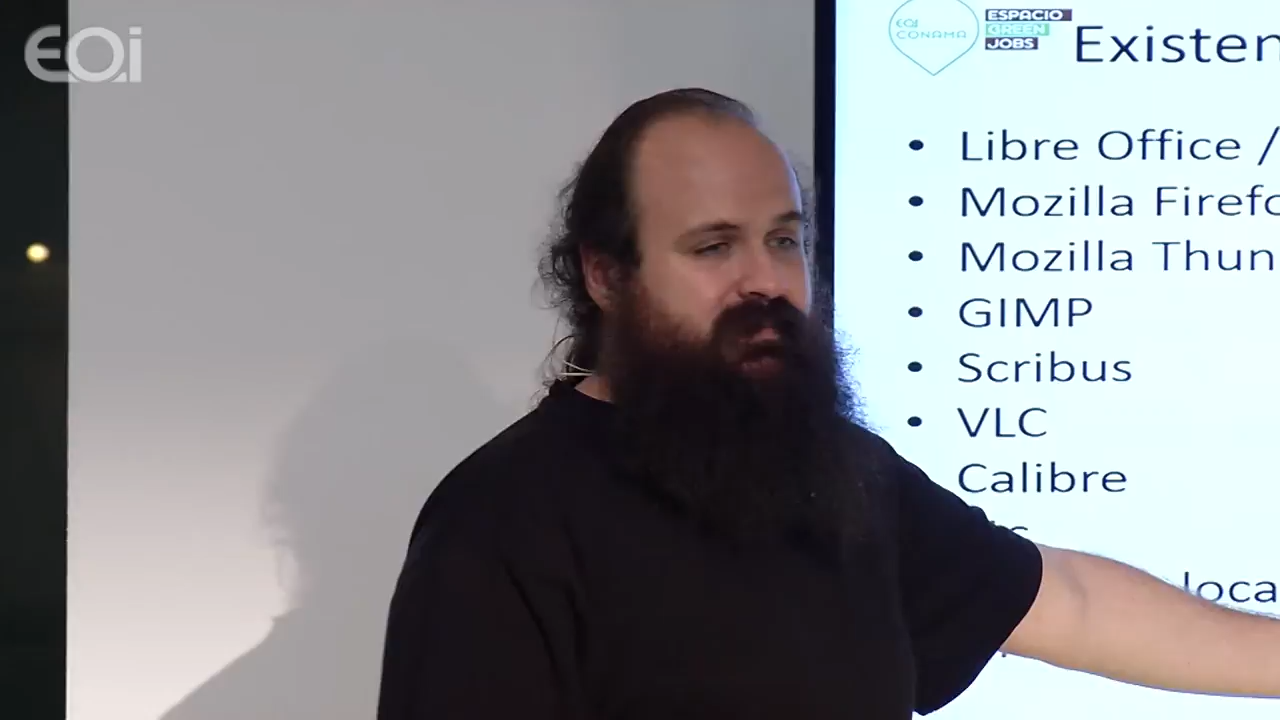 EOi
EOI
CONAMA
ESPACIO
GREEN
JOBS
Existen
Libre Office /
Mozilla Firefo
Mozilla Thun
GIMP
Scribus
VLC
Calibre
loca